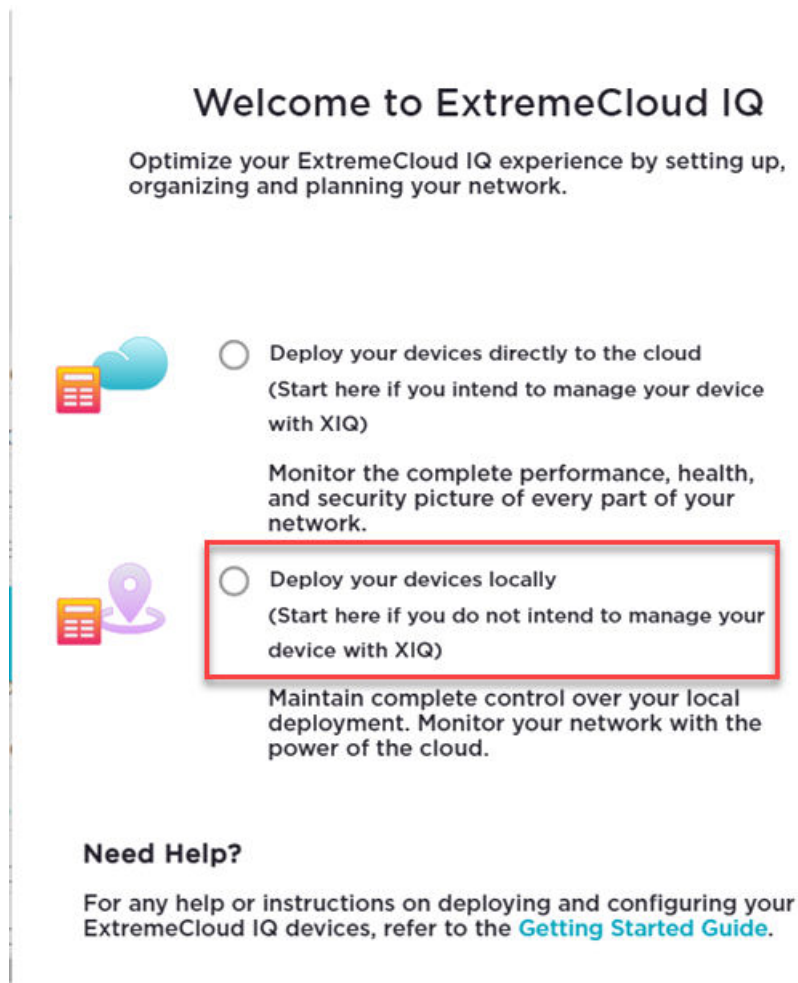 Welcome to ExtremeCloud IQ
Optimize your ExtremeCloud IQ experience by setting up,
organizing and planning your network.
Deploy your devices directly to the cloud
(Start here if you intend to manage your device
with XIQ)
Monitor the complete performance, health,
and security picture of every part of your
network.
Deploy your devices locally
(Start here if you do not intend to manage your
device with XIQ)
Maintain complete control over your local
deployment. Monitor your network with the
power of the cloud.
Need Help?
For any help or instructions on deploying and configuring your
ExtremeCloud IQ devices, refer to the Getting Started Guide.